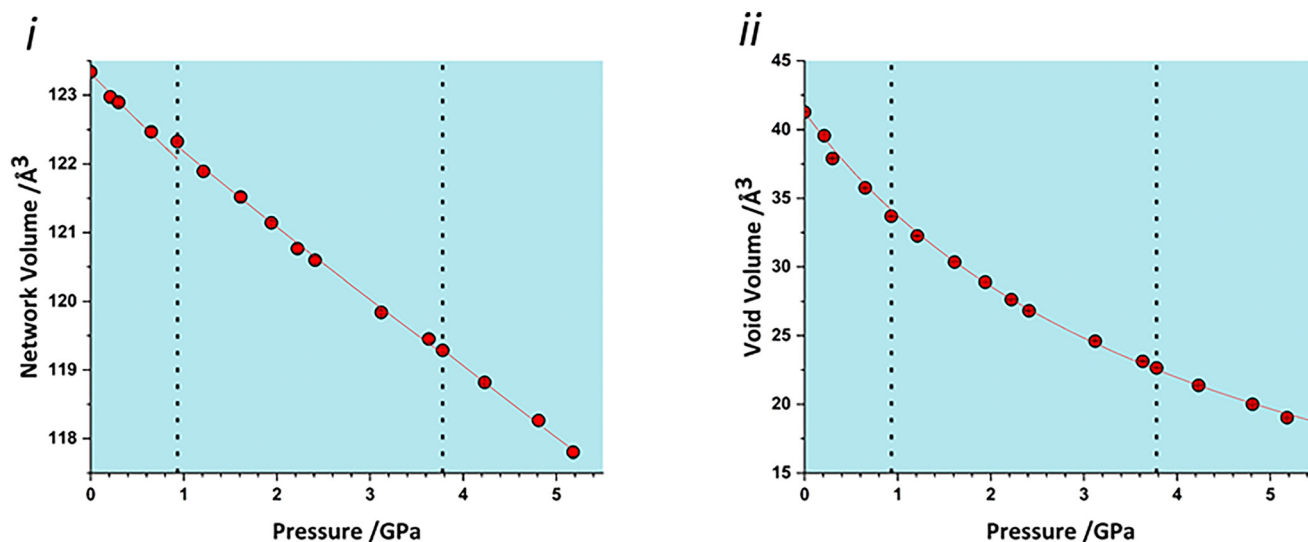 i
Network Volume /Å³
123
122
121
120
119
118
0 1 2 3 4 5
Pressure /GPa
ii
Void Volume /Å³
45
40
35
30
25
20
15
0 1 2 3 4 5
Pressure /GPa